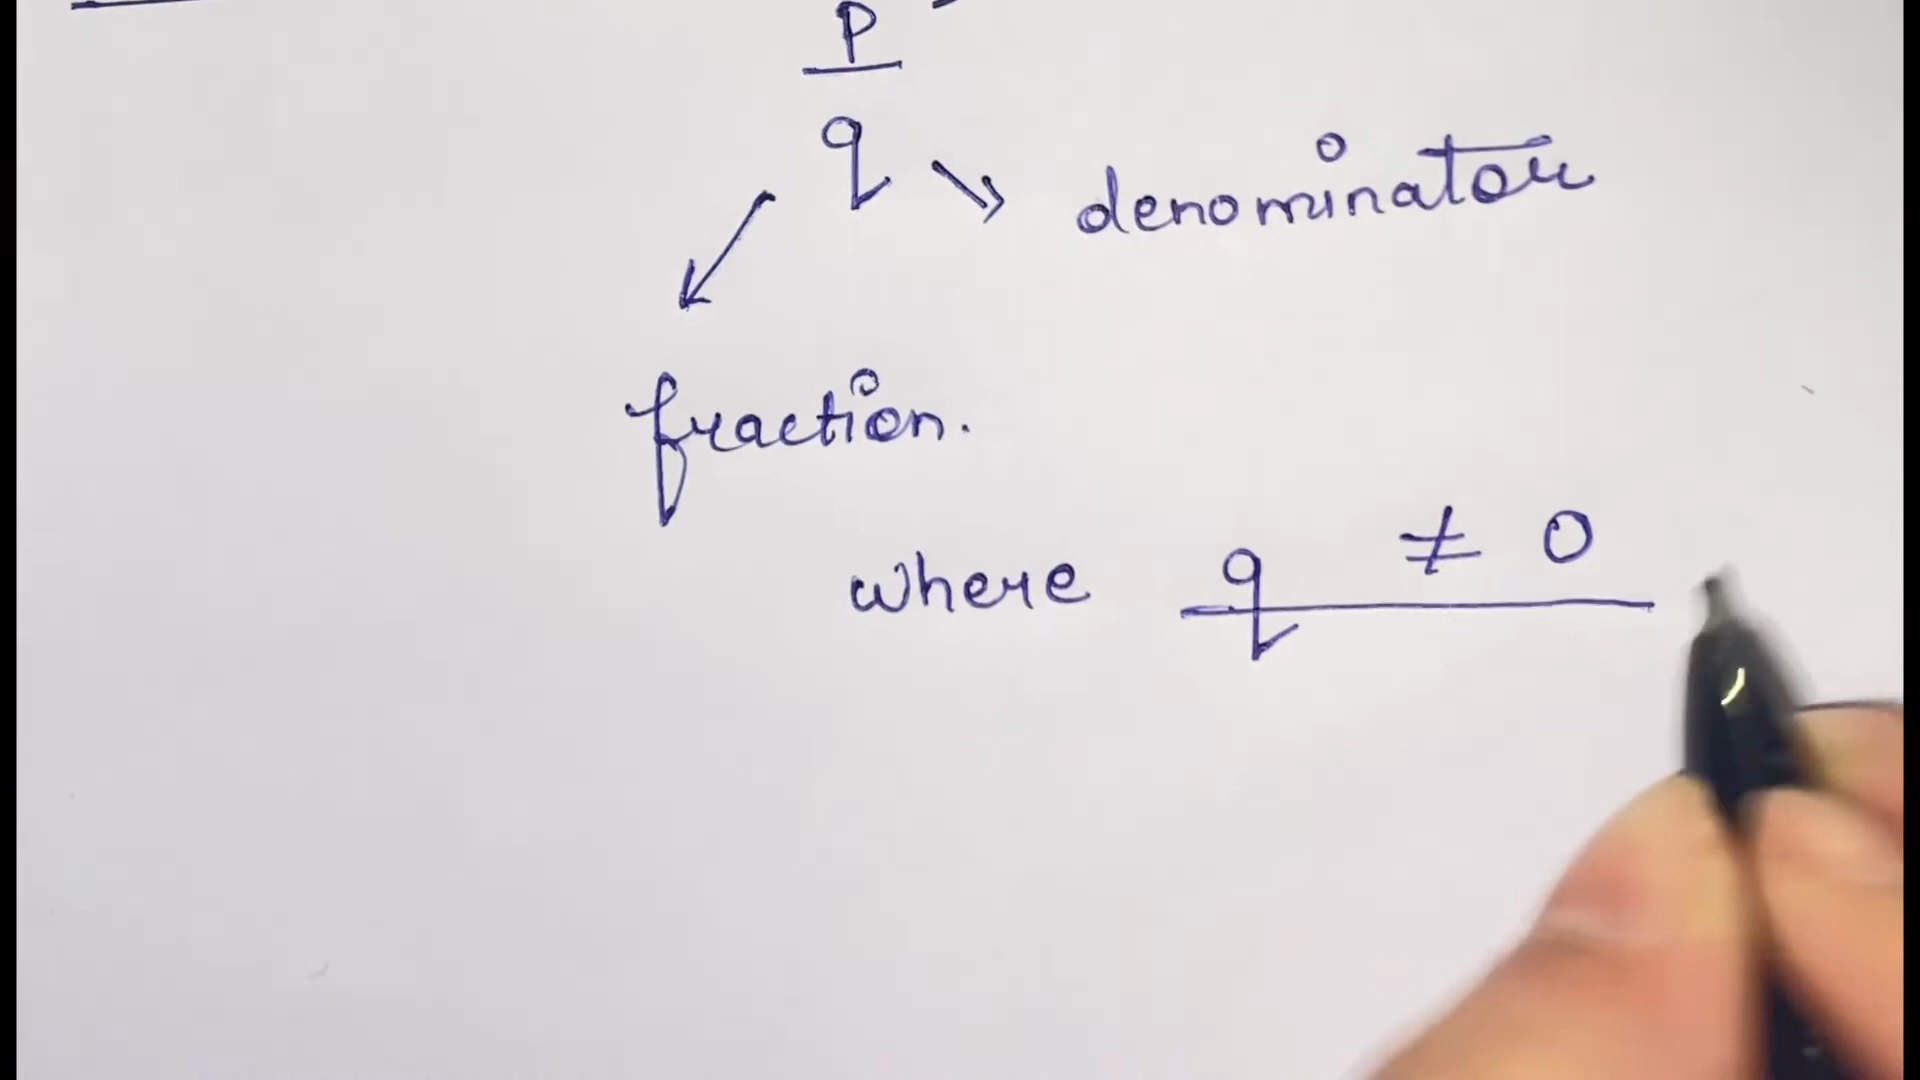 p
q
denominator
fraction.
where q ≠ 0